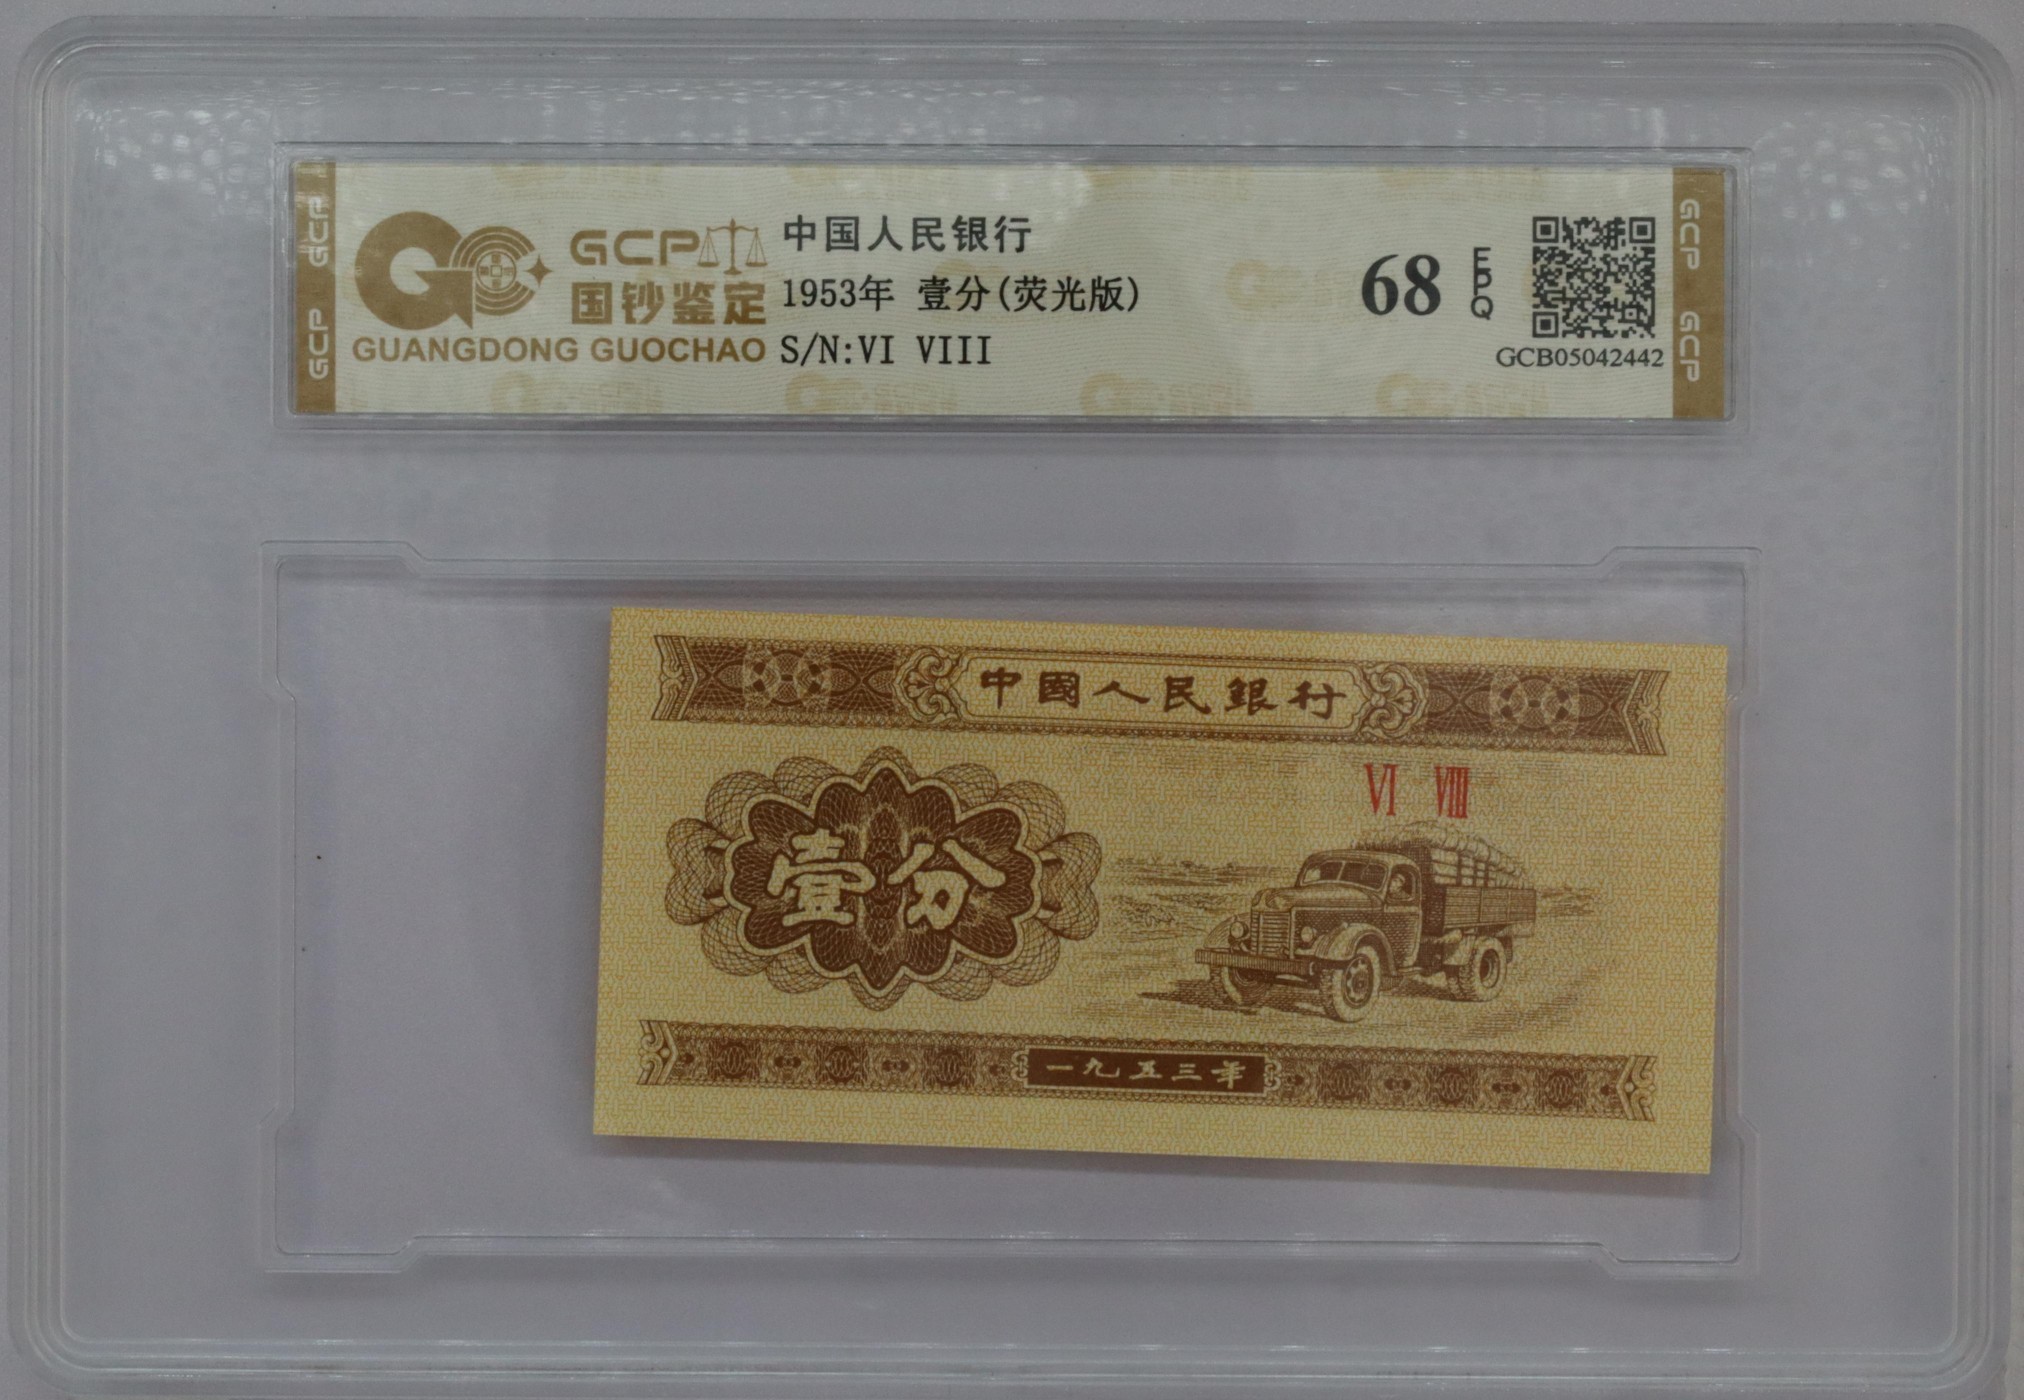 GCP GCP
GCP
国钞鉴定
GUANGDONG GUOCHAO
中国人民银行
1953年 壹分(荧光版)
S/N:VI VIII
68 EPQ
GCB05042442
GCP GCP
中國人民銀行
VI VIII
壹分
一九五三年